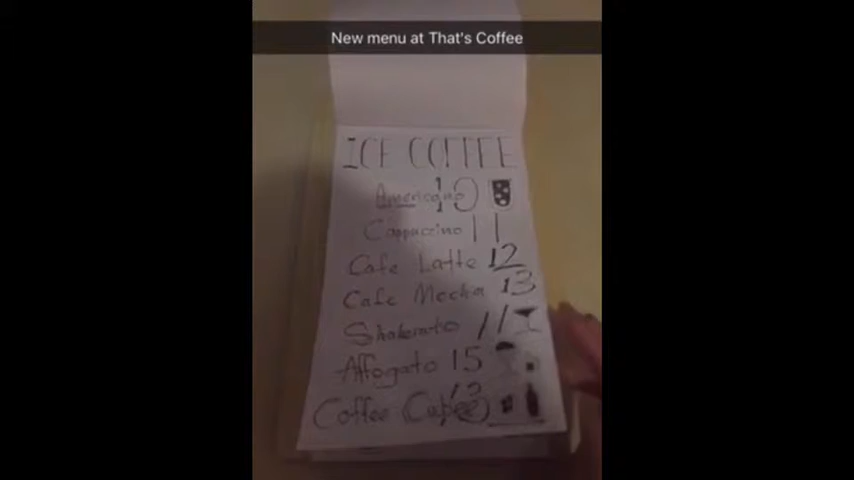 New menu at That's Coffee
ICE COFFEE
Americano 10
Cappuccino 11
Cafe Latte 12
Cafe Mocha 13
Shakerato 11
Affogato 15
Coffee